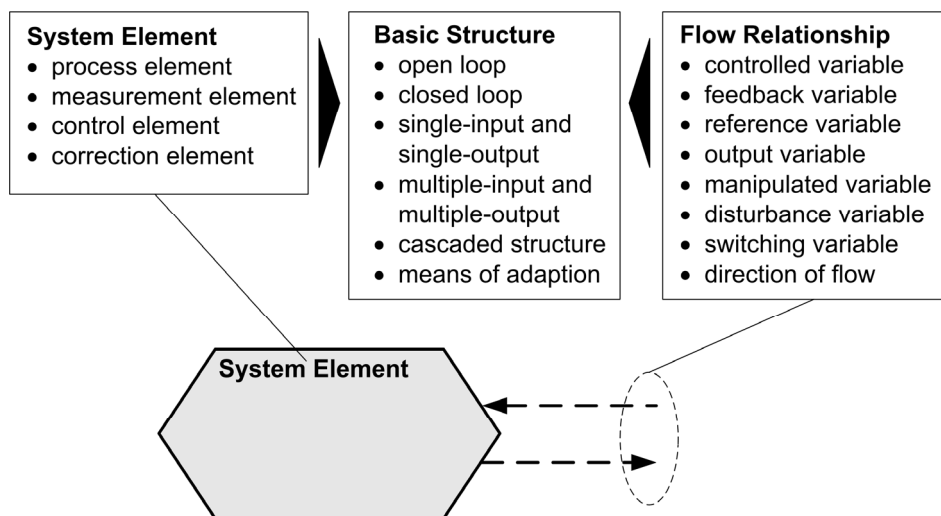 System Element
• process element
• measurement element
• control element
• correction element
Basic Structure
• open loop
• closed loop
• single-input and
single-output
• multiple-input and
multiple-output
• cascaded structure
• means of adaption
Flow Relationship
• controlled variable
• feedback variable
• reference variable
• output variable
• manipulated variable
• disturbance variable
• switching variable
• direction of flow
System Element